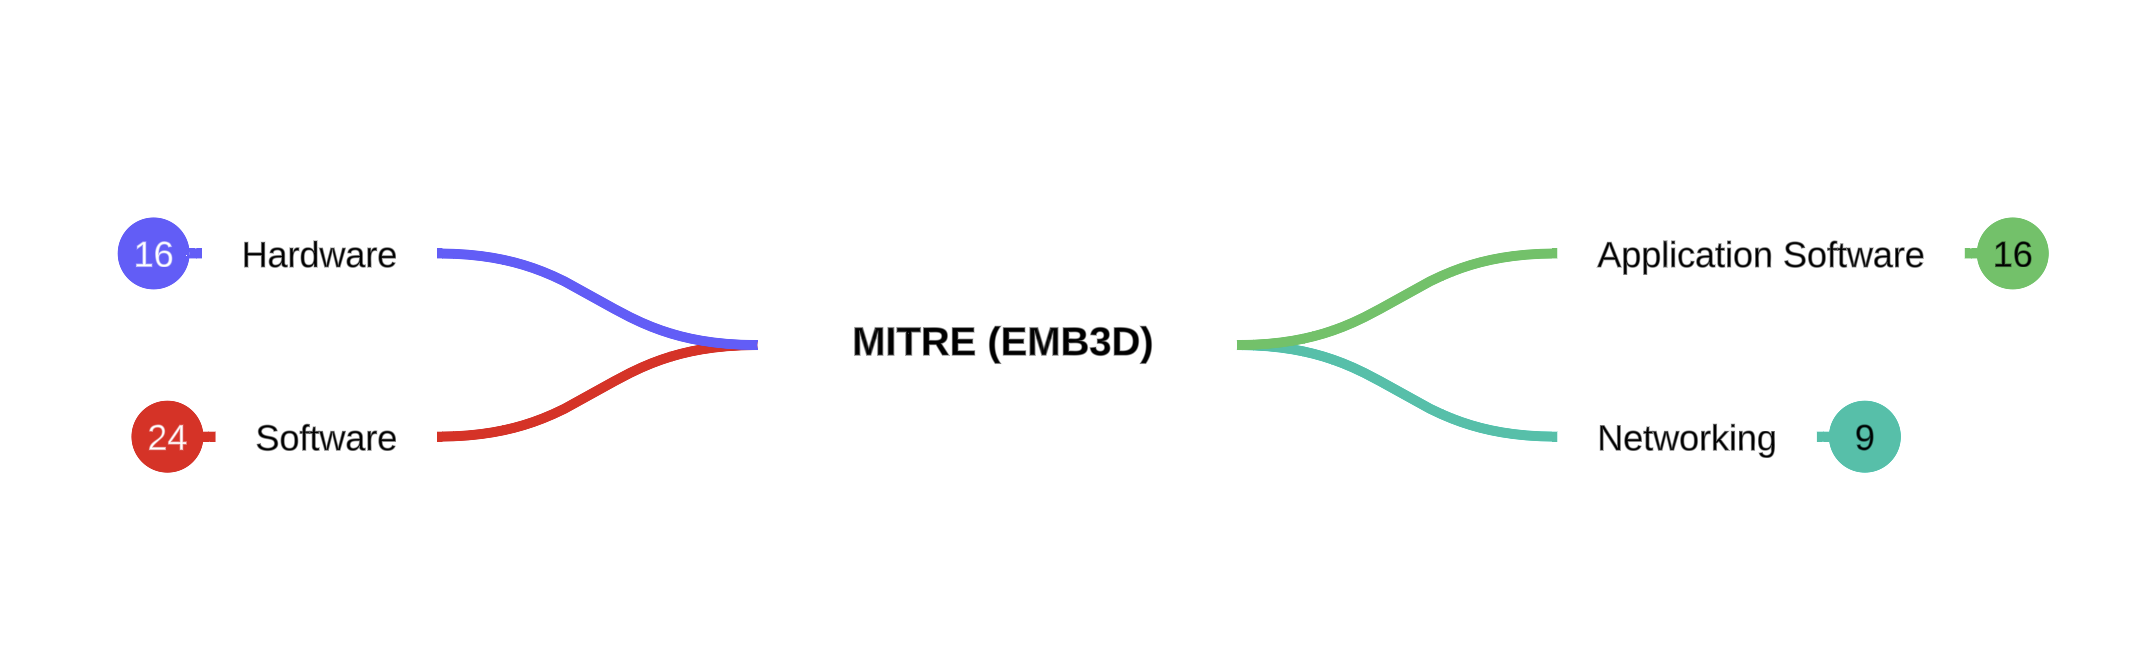 16 Hardware
24 Software
MITRE (EMB3D)
Application Software 16
Networking 9